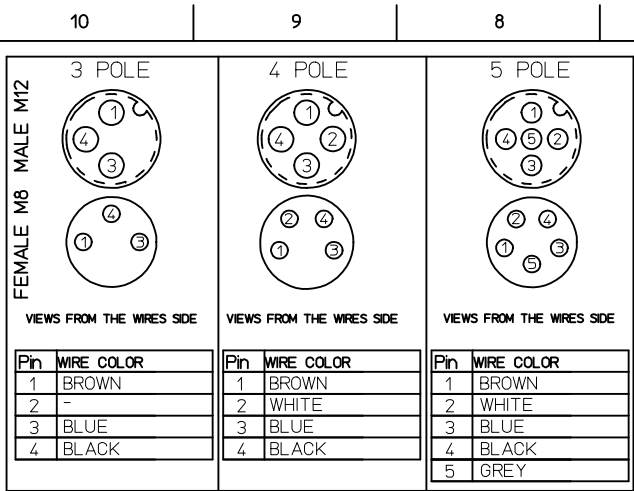 10 9 8
3 POLE 4 POLE 5 POLE
FEMALE M8 MALE M12
1
4
3
4
1 3
1
4 2
3
2 4
1 3
1
4 5 2
3
2 4
1 3
5
VIEWS FROM THE WIRES SIDE VIEWS FROM THE WIRES SIDE VIEWS FROM THE WIRES SIDE
Pin WIRE COLOR
1 BROWN
2 -
3 BLUE
4 BLACK
Pin WIRE COLOR
1 BROWN
2 WHITE
3 BLUE
4 BLACK
Pin WIRE COLOR
1 BROWN
2 WHITE
3 BLUE
4 BLACK
5 GREY